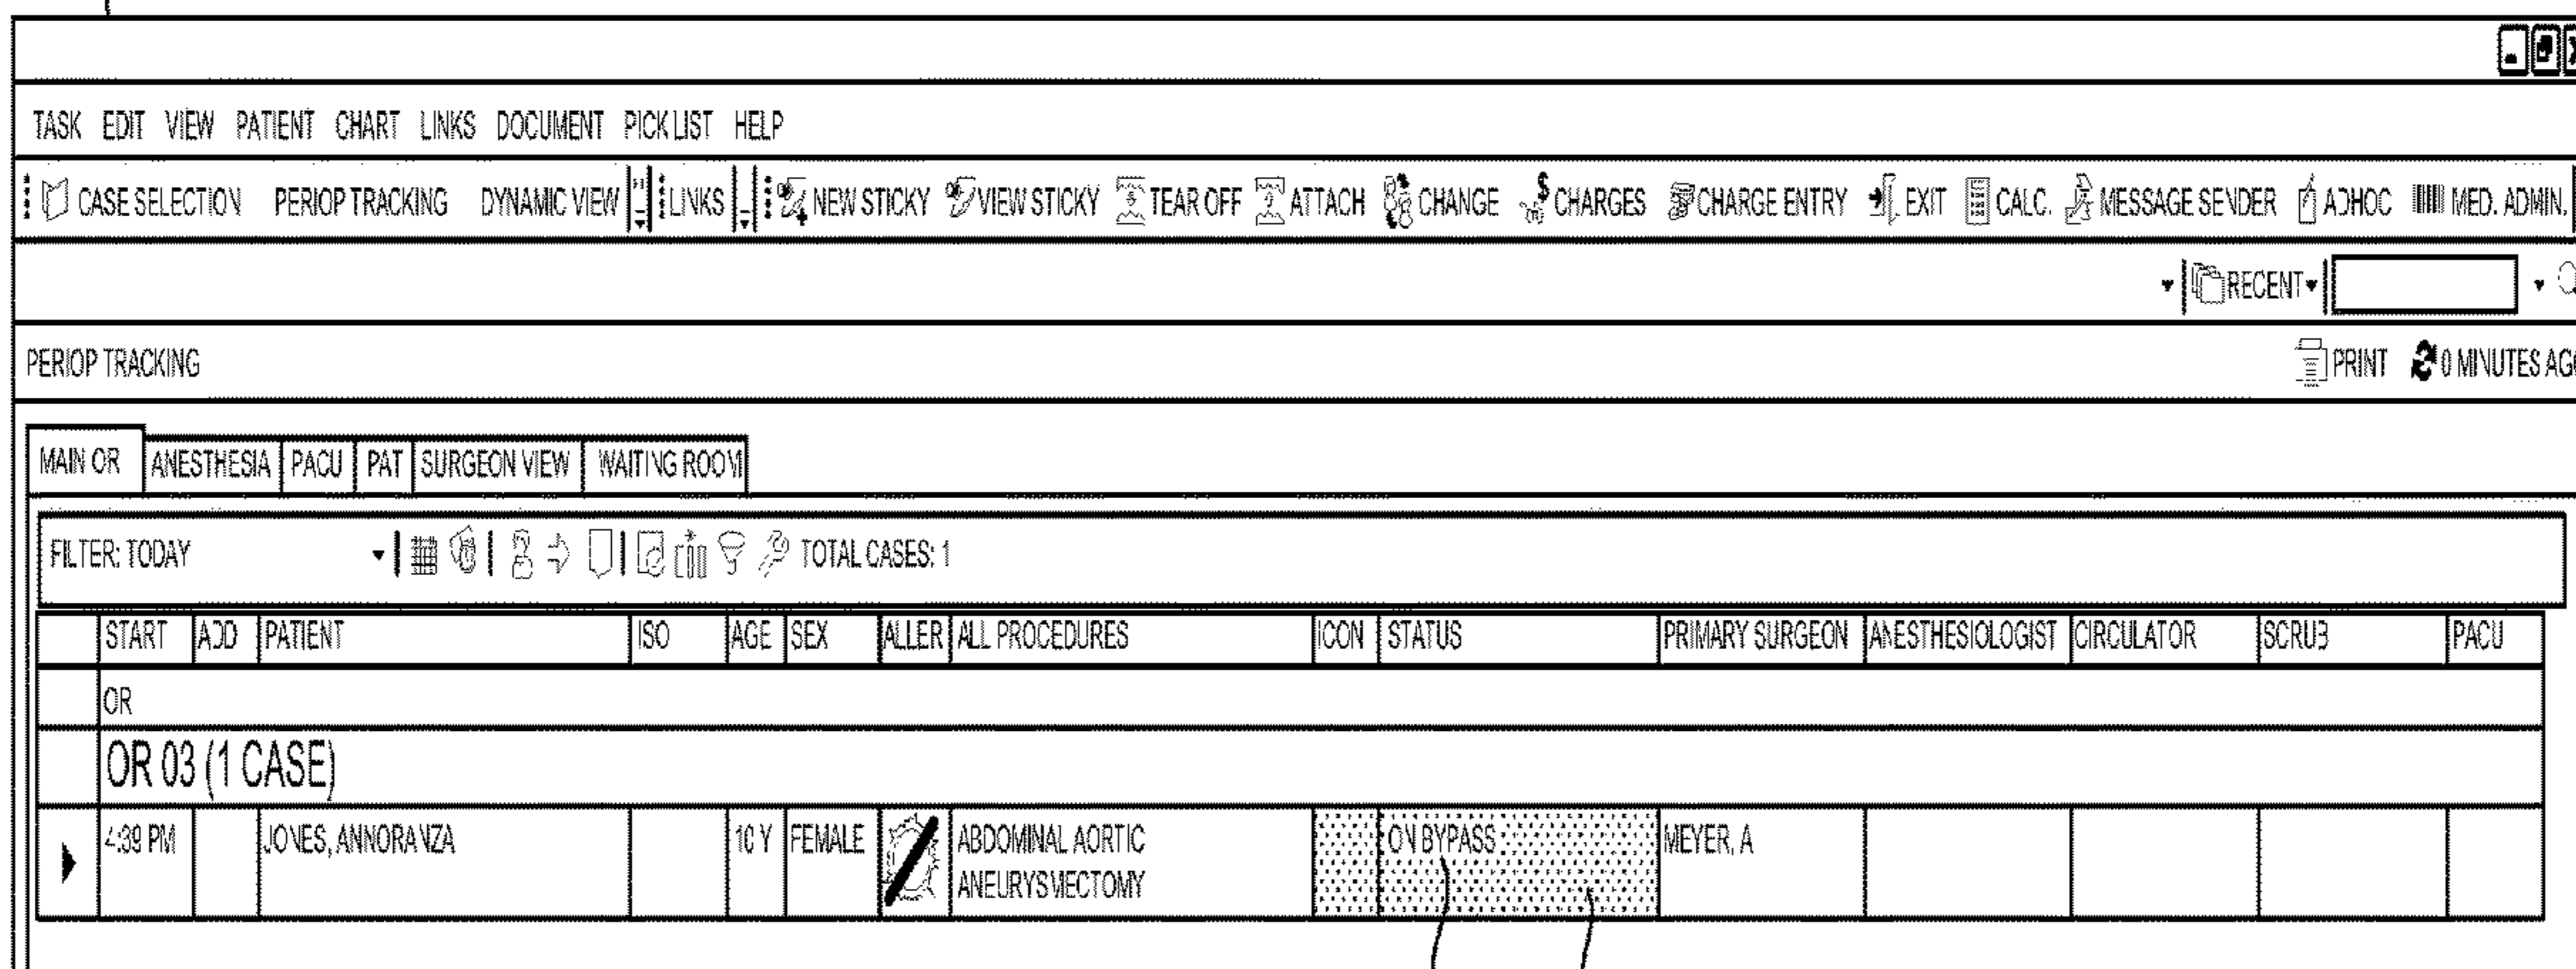 TASK EDIT VIEW PATIENT CHART LINKS DOCUMENT PICK LIST HELP
CASE SELECTION PERIOP TRACKING DYNAMIC VIEW LINKS NEW STICKY VIEW STICKY TEAR OFF ATTACH CHANGE $ CHARGES CHARGE ENTRY EXIT CALC. MESSAGE SENDER ADHOC MED. ADMIN.
RECENT
PERIOP TRACKING PRINT 0 MINUTES AGO
MAIN OR ANESTHESIA PACU PAT SURGEON VIEW WAITING ROOM
FILTER: TODAY TOTAL CASES: 1
START ADD PATIENT ISO AGE SEX ALLER ALL PROCEDURES ICON STATUS PRIMARY SURGEON ANESTHESIOLOGIST CIRCULATOR SCRUB PACU
OR
OR 03 (1 CASE)
4:39 PM JONES, ANNORANZA 10 Y FEMALE ABDOMINAL AORTIC ON BYPASS MEYER, A
ANEURYSMECTOMY